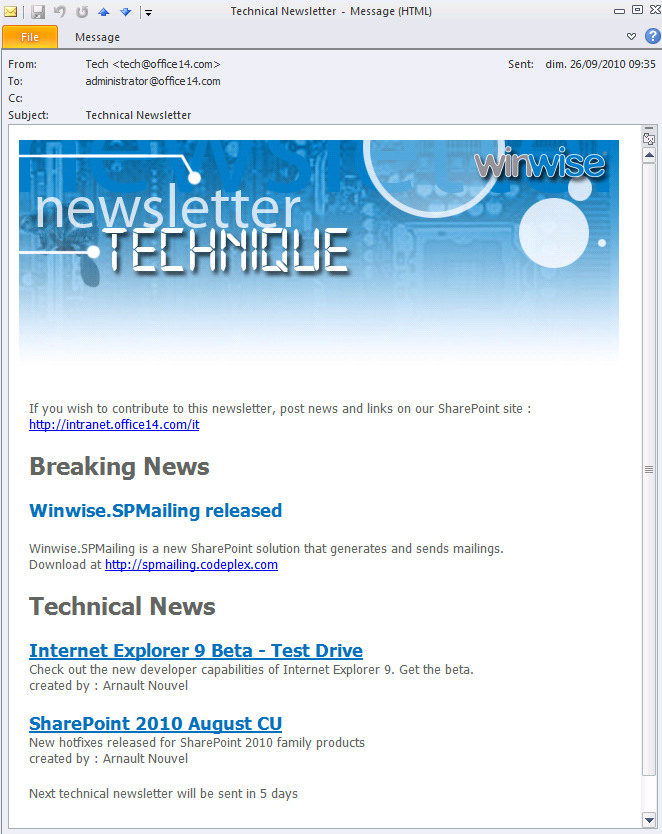 Technical Newsletter - Message (HTML)
File Message
From: Tech <tech@office14.com> Sent: dim. 26/09/2010 09:35
To: administrator@office14.com
Cc:
Subject: Technical Newsletter
newsletter
winwise
newsletter
TECHNIQUE
If you wish to contribute to this newsletter, post news and links on our SharePoint site :
http://intranet.office14.com/it
Breaking News
Winwise.SPMailing released
Winwise.SPMailing is a new SharePoint solution that generates and sends mailings.
Download at http://spmailing.codeplex.com
Technical News
Internet Explorer 9 Beta - Test Drive
Check out the new developer capabilities of Internet Explorer 9. Get the beta.
created by : Arnault Nouvel
SharePoint 2010 August CU
New hotfixes released for SharePoint 2010 family products
created by : Arnault Nouvel
Next technical newsletter will be sent in 5 days